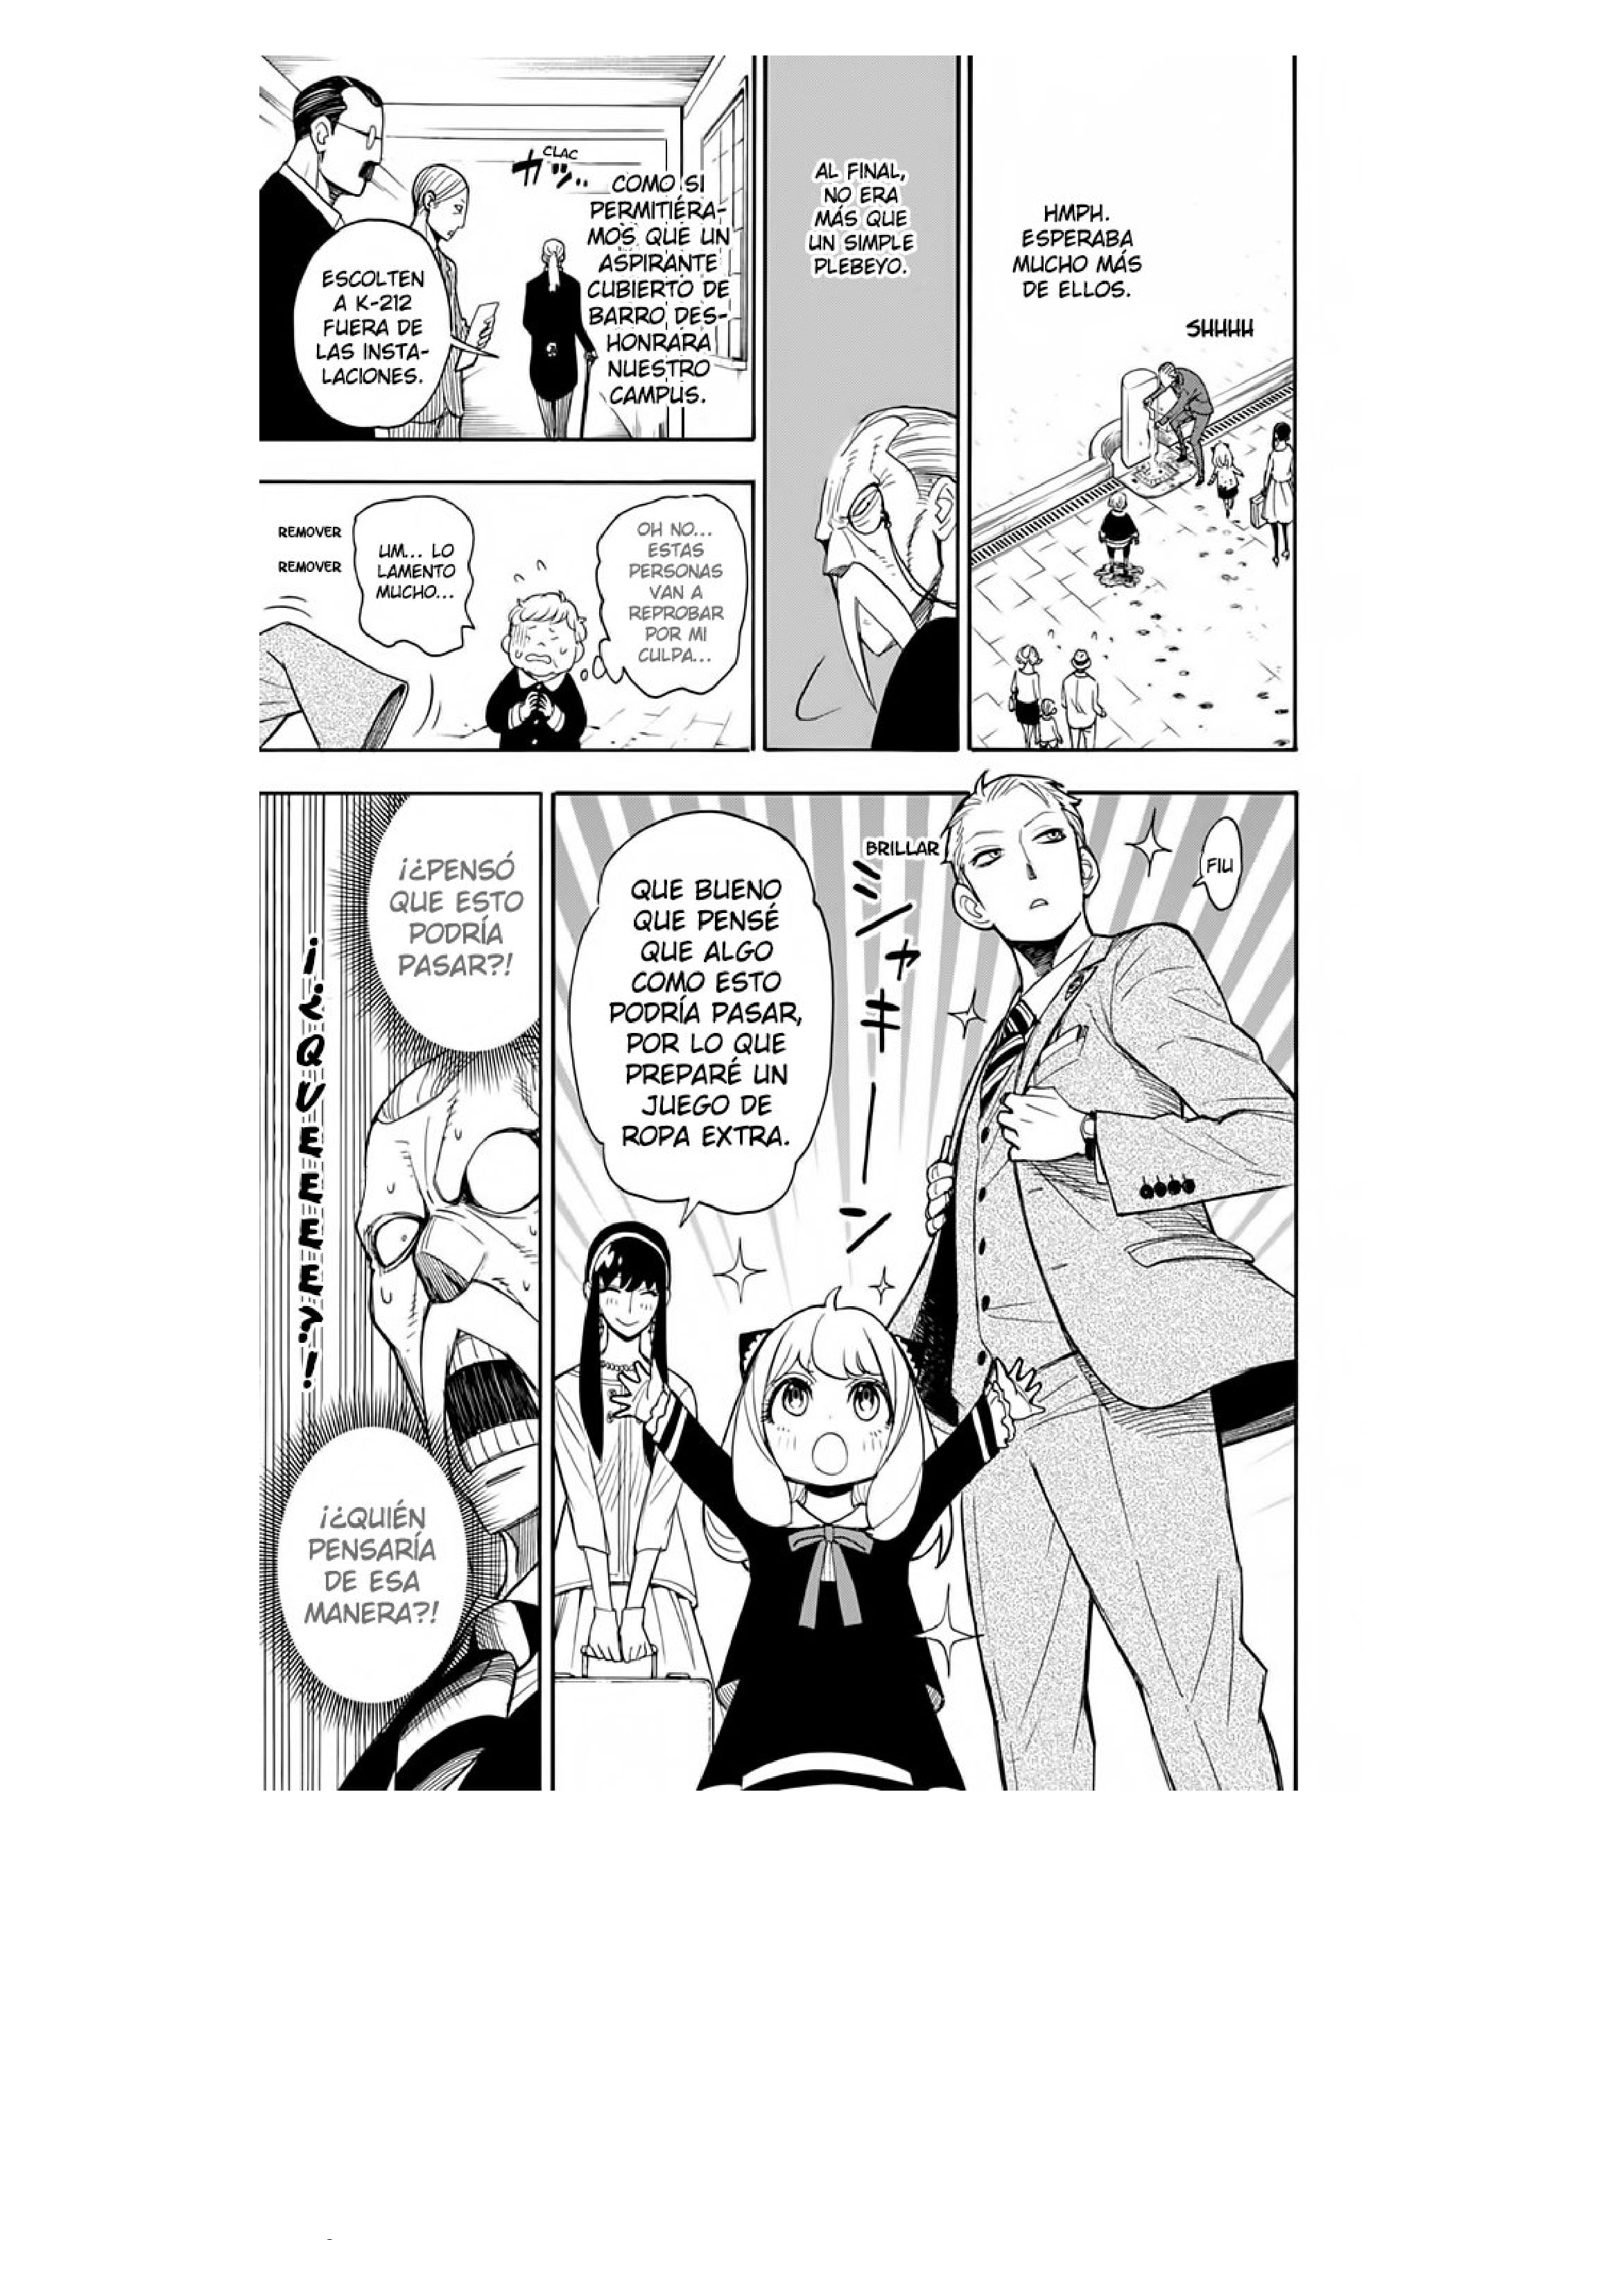 HMPH.
ESPERABA
MUCHO MÁS
DE ELLOS.
SHHHH
AL FINAL,
NO ERA
MÁS QUE
UN SIMPLE
PLEBEYO.
CLAC
ガッ..
COMO SI
PERMITIÉRA-
MOS QUE UN
ASPIRANTE
CUBIERTO DE
BARRO DES-
HONRARA
NUESTRO
CAMPUS.
ESCOLTEN
A K-212
FUERA DE
LAS INSTA-
LACIONES.
OH NO...
ESTAS
PERSONAS
VAN A
REPROBAR
POR MI
CULPA...
UM... LO
LAMENTO
MUCHO...
REMOVER
REMOVER
FIU
BRILLAR
シャキーン
QUE BUENO
QUE PENSÉ
QUE ALGO
COMO ESTO
PODRÍA PASAR,
POR LO QUE
PREPARÉ UN
JUEGO DE
ROPA EXTRA.
¡¿PENSÓ
QUE ESTO
PODRÍA
PASAR?!
¡¿QUEEEEE?!
¡¿QUIÉN
PENSARÍA
DE ESA
MANERA?!